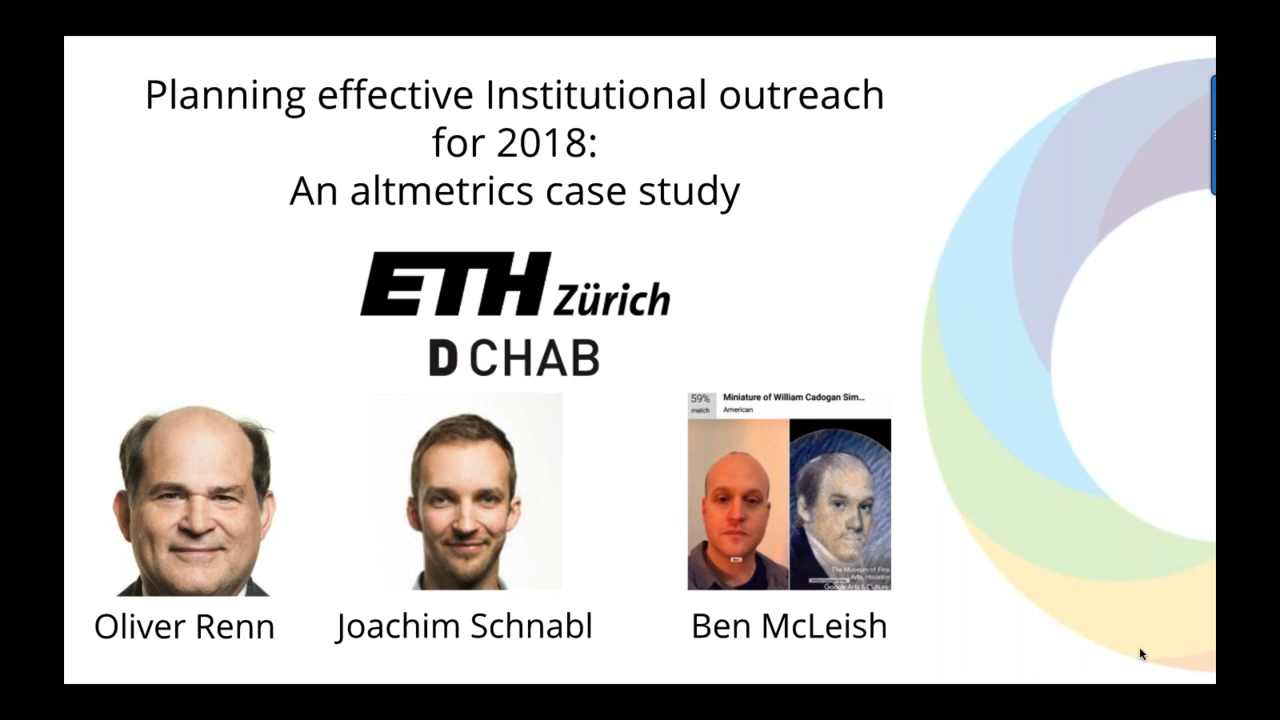 Planning effective Institutional outreach
for 2018:
An altmetrics case study
ETH Zürich
D CHAB
59%
match
Miniature of William Cadogan Sim...
American
The Museum of Fine
Arts, Houston
Google Arts & Culture
Oliver Renn
Joachim Schnabl
Ben McLeish